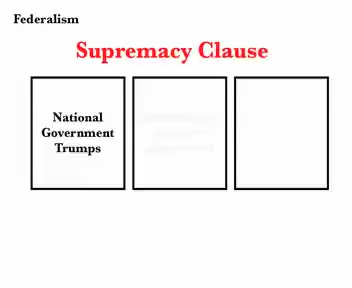 Federalism
Supremacy Clause
National
Government
Trumps